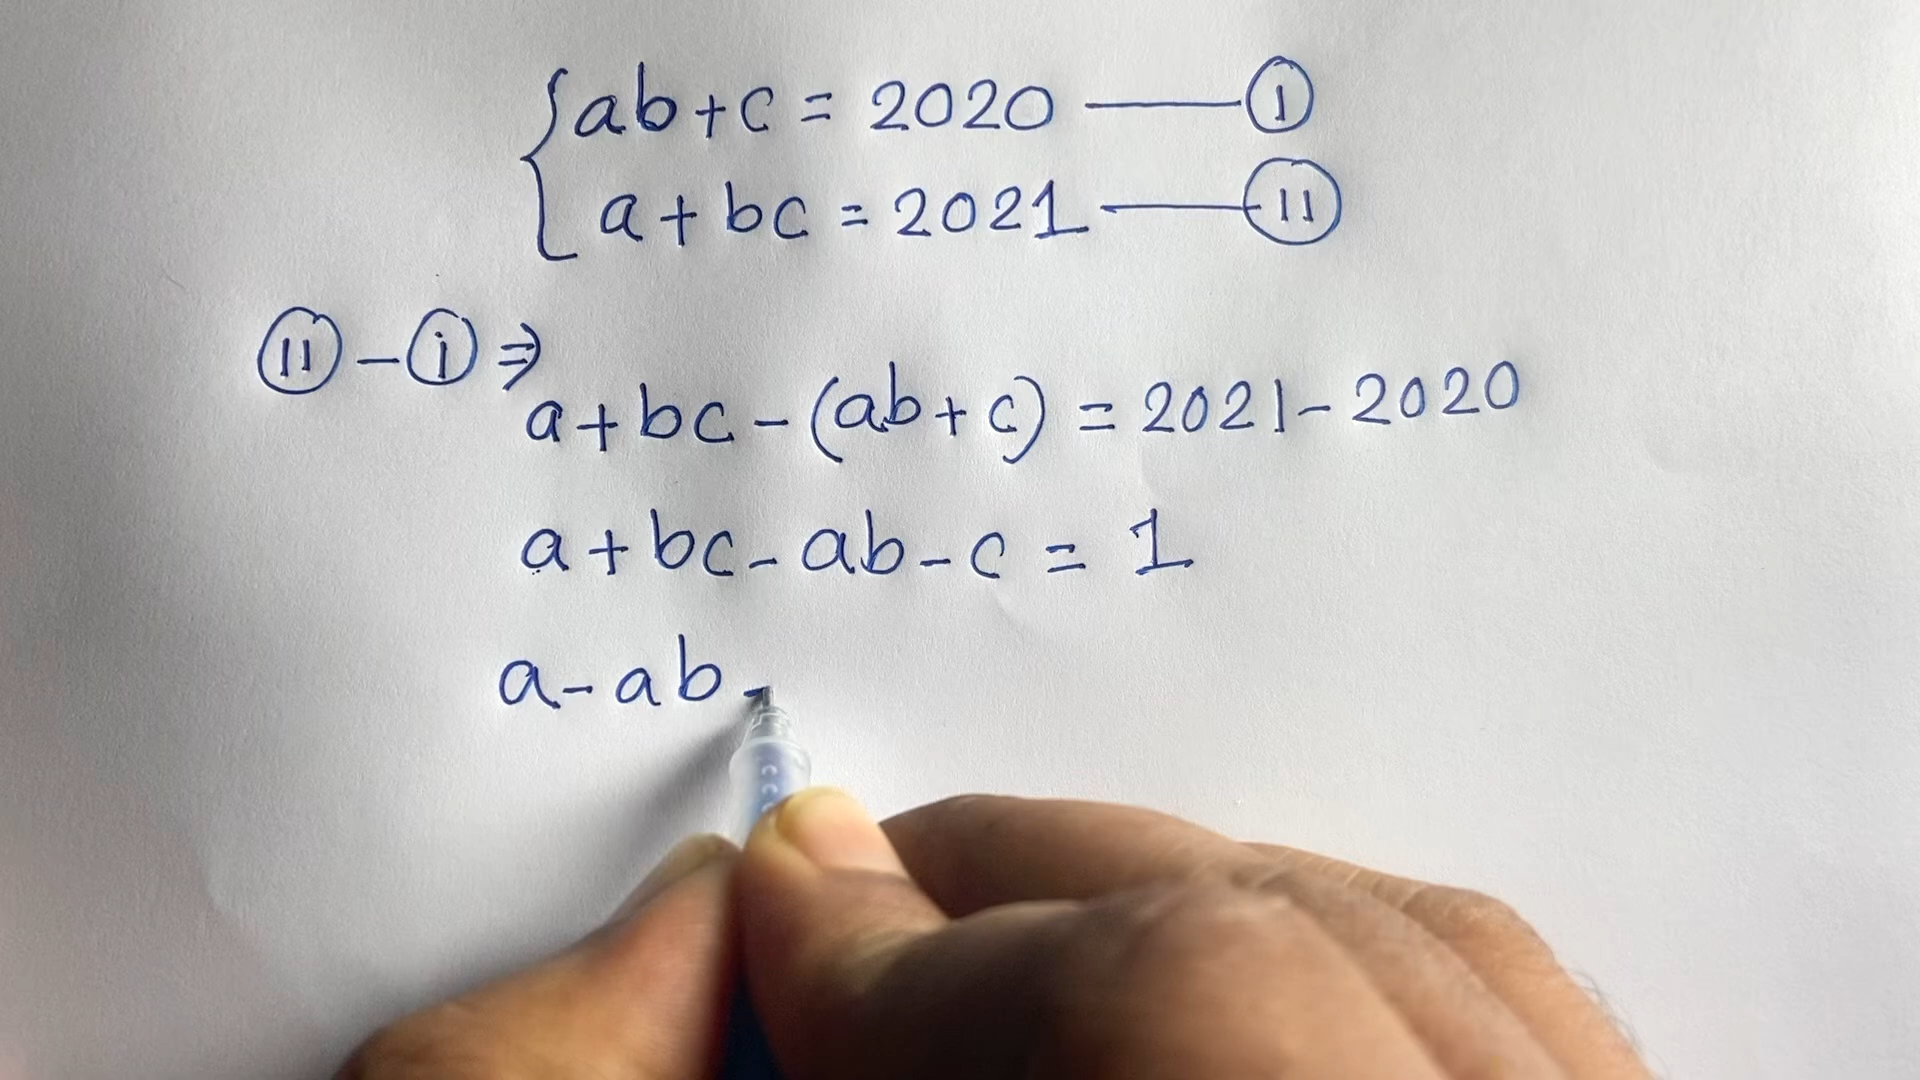 ab+c = 2020 —— I
a+bc = 2021 —— II
II - i ⇒
a+bc-(ab+c) = 2021-2020
a+bc-ab-c = 1
a-ab-